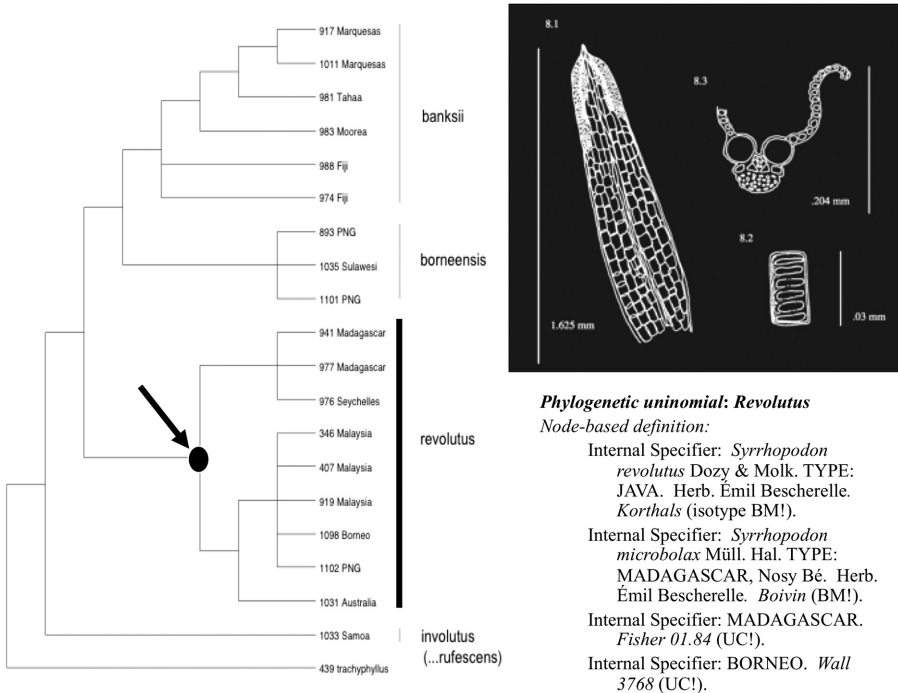 917 Marquesas
1011 Marquesas
981 Tahaa
983 Moorea
988 Fiji
974 Fiji
banksii
893 PNG
1035 Sulawesi
1101 PNG
borneensis
941 Madagascar
977 Madagascar
976 Seychelles
346 Malaysia
407 Malaysia
919 Malaysia
1098 Borneo
1102 PNG
1031 Australia
revolutus
1033 Samoa
involutus
(...rufescens)
439 trachyphyllus
8.1
8.3
.204 mm
8.2
1.625 mm
.03 mm
Phylogenetic uninomial: Revolutus
Node-based definition:
Internal Specifier: Syrrhopodon
revolutus Dozy & Molk. TYPE:
JAVA. Herb. Émil Bescherelle.
Korthals (isotype BM!).
Internal Specifier: Syrrhopodon
microbolax Müll. Hal. TYPE:
MADAGASCAR, Nosy Bé. Herb.
Émil Bescherelle. Boivin (BM!).
Internal Specifier: MADAGASCAR.
Fisher 01.84 (UC!).
Internal Specifier: BORNEO. Wall
3768 (UC!).